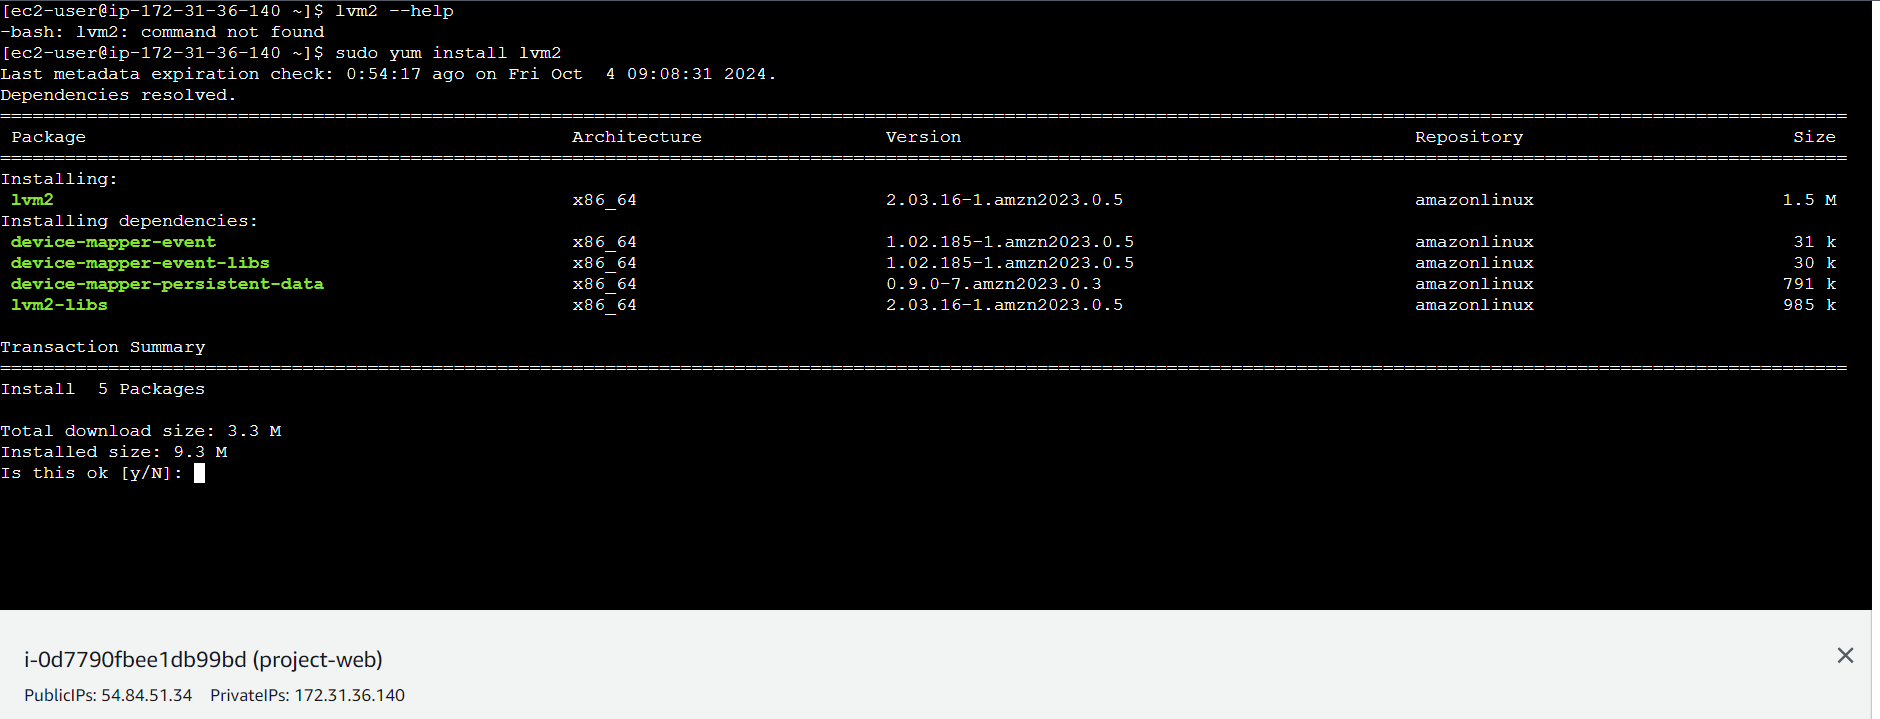 [ec2-user@ip-172-31-36-140 ~]$ lvm2 --help
-bash: lvm2: command not found
[ec2-user@ip-172-31-36-140 ~]$ sudo yum install lvm2
Last metadata expiration check: 0:54:17 ago on Fri Oct  4 09:08:31 2024.
Dependencies resolved.
Package Architecture Version Repository Size
Installing:
lvm2 x86_64 2.03.16-1.amzn2023.0.5 amazonlinux 1.5 M
Installing dependencies:
device-mapper-event x86_64 1.02.185-1.amzn2023.0.5 amazonlinux 31 k
device-mapper-event-libs x86_64 1.02.185-1.amzn2023.0.5 amazonlinux 30 k
device-mapper-persistent-data x86_64 0.9.0-7.amzn2023.0.3 amazonlinux 791 k
lvm2-libs x86_64 2.03.16-1.amzn2023.0.5 amazonlinux 985 k
Transaction Summary
Install  5 Packages
Total download size: 3.3 M
Installed size: 9.3 M
Is this ok [y/N]:
i-0d7790fbee1db99bd (project-web)
PublicIPs: 54.84.51.34 PrivateIPs: 172.31.36.140